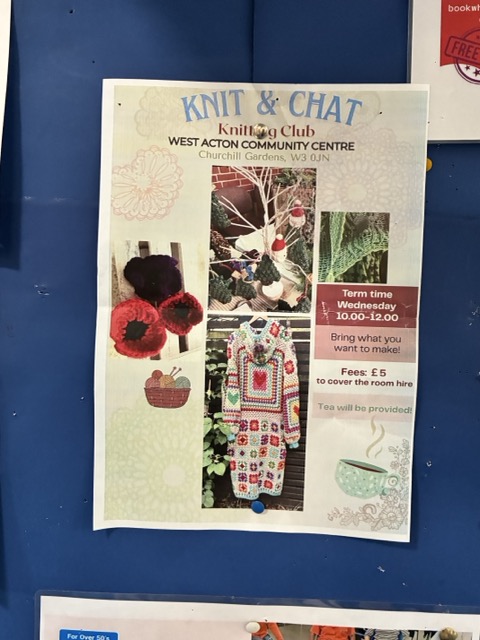 bookwh
FREE
KNIT & CHAT
Knitting Club
WEST ACTON COMMUNITY CENTRE
Churchill Gardens, W3 0JN
Term time
Wednesday
10.00-12.00
Bring what you
want to make!
Fees: £5
to cover the room hire
Tea will be provided!
For Over 50's